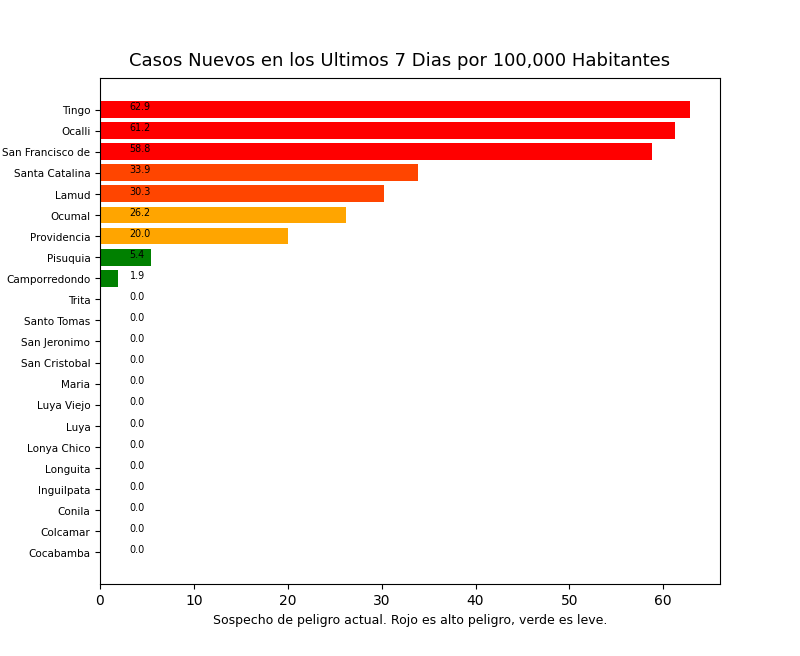 Casos Nuevos en los Ultimos 7 Dias por 100,000 Habitantes
Tingo 62.9
Ocalli 61.2
San Francisco de 58.8
Santa Catalina 33.9
Lamud 30.3
Ocumal 26.2
Providencia 20.0
Pisuquia 5.4
Camporredondo 1.9
Trita 0.0
Santo Tomas 0.0
San Jeronimo 0.0
San Cristobal 0.0
Maria 0.0
Luya Viejo 0.0
Luya 0.0
Lonya Chico 0.0
Longuita 0.0
Inguilpata 0.0
Conila 0.0
Colcamar 0.0
Cocabamba 0.0
0 10 20 30 40 50 60
Sospecho de peligro actual. Rojo es alto peligro, verde es leve.